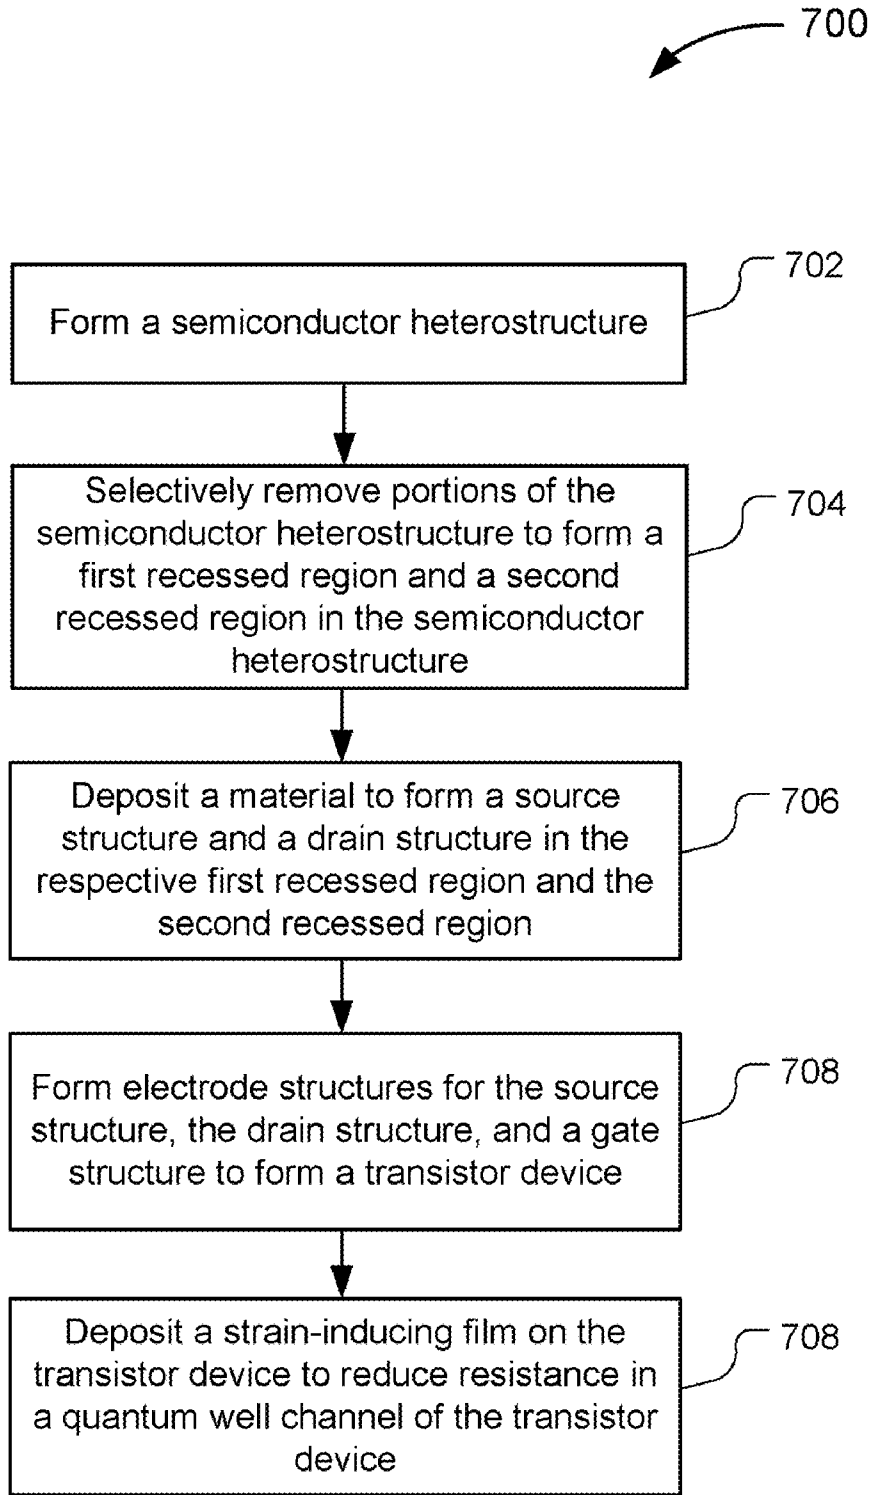 700
702
Form a semiconductor heterostructure
Selectively remove portions of the
semiconductor heterostructure to form a
first recessed region and a second
recessed region in the semiconductor
heterostructure
704
Deposit a material to form a source
structure and a drain structure in the
respective first recessed region and the
second recessed region
706
Form electrode structures for the source
structure, the drain structure, and a gate
structure to form a transistor device
708
Deposit a strain-inducing film on the
transistor device to reduce resistance in
a quantum well channel of the transistor
device
708